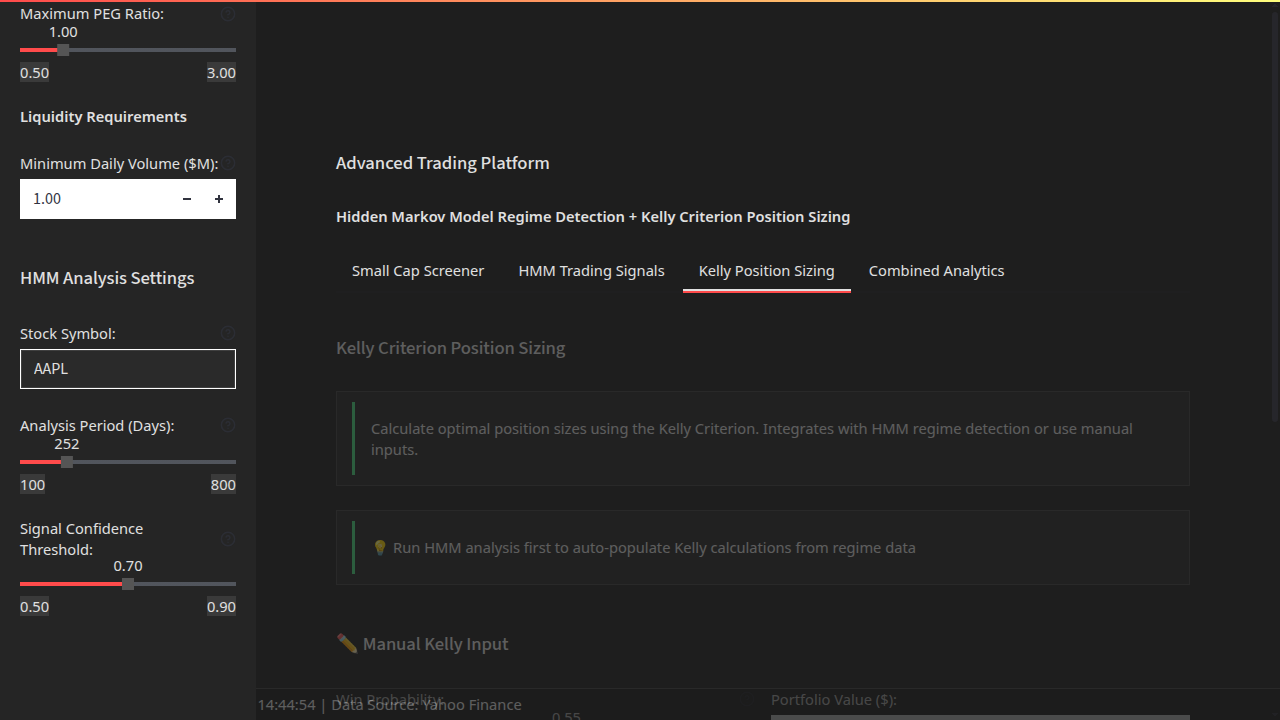 Maximum PEG Ratio:
1.00
0.50 3.00
Liquidity Requirements
Minimum Daily Volume ($M):
1.00
HMM Analysis Settings
Stock Symbol:
AAPL
Analysis Period (Days):
252
100 800
Signal Confidence
Threshold:
0.70
0.50 0.90
Advanced Trading Platform
Hidden Markov Model Regime Detection + Kelly Criterion Position Sizing
Small Cap Screener HMM Trading Signals Kelly Position Sizing Combined Analytics
Kelly Criterion Position Sizing
Calculate optimal position sizes using the Kelly Criterion. Integrates with HMM regime detection or use manual
inputs.
💡 Run HMM analysis first to auto-populate Kelly calculations from regime data
✏️ Manual Kelly Input
Win Probability: Portfolio Value ($):
14:44:54 | Data Source: Yahoo Finance
0.55